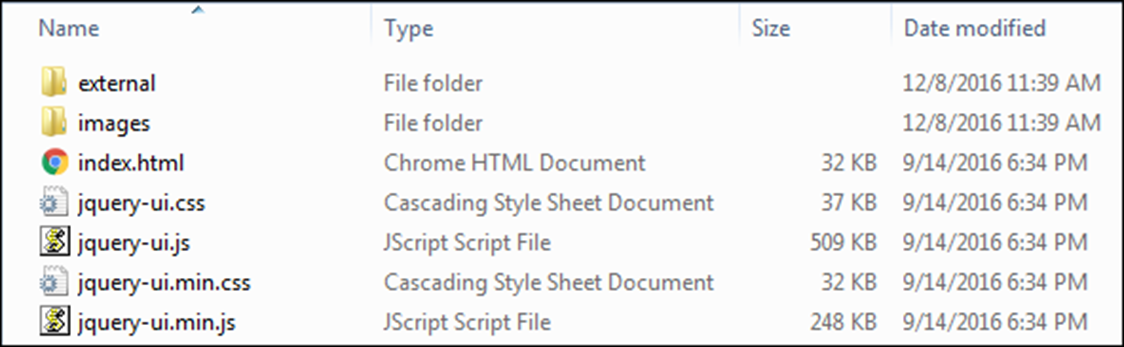 Name Type Size Date modified
external File folder 12/8/2016 11:39 AM
images File folder 12/8/2016 11:39 AM
index.html Chrome HTML Document 32 KB 9/14/2016 6:34 PM
jquery-ui.css Cascading Style Sheet Document 37 KB 9/14/2016 6:34 PM
jquery-ui.js JScript Script File 509 KB 9/14/2016 6:34 PM
jquery-ui.min.css Cascading Style Sheet Document 32 KB 9/14/2016 6:34 PM
jquery-ui.min.js JScript Script File 248 KB 9/14/2016 6:34 PM